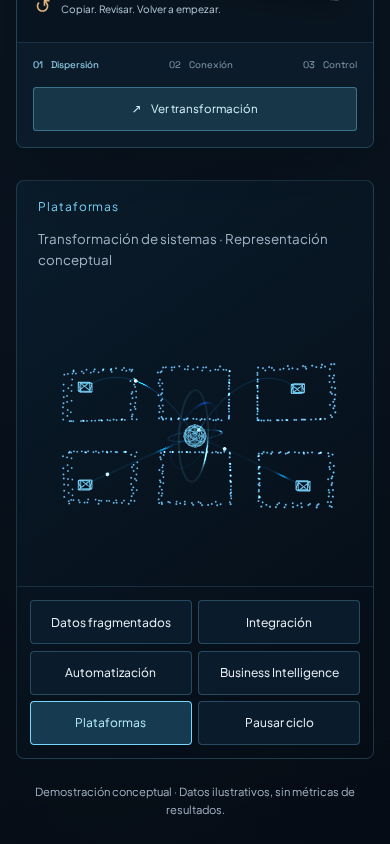 Copiar. Revisar. Volver a empezar.
01 Dispersión
02 Conexión
03 Control
↗ Ver transformación
Plataformas
Transformación de sistemas · Representación
conceptual
Datos fragmentados
Integración
Automatización
Business Intelligence
Plataformas
Pausar ciclo
Demostración conceptual · Datos ilustrativos, sin métricas de
resultados.